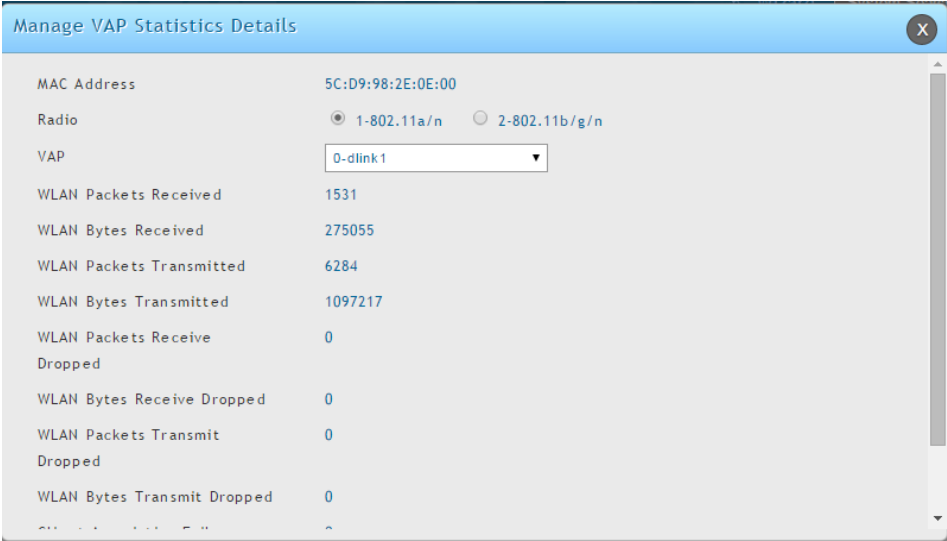 Manage VAP Statistics Details
X
MAC Address 5C:D9:98:2E:0E:00
Radio 1-802.11a/n 2-802.11b/g/n
VAP 0-dlink1
WLAN Packets Received 1531
WLAN Bytes Received 275055
WLAN Packets Transmitted 6284
WLAN Bytes Transmitted 1097217
WLAN Packets Receive 0
Dropped
WLAN Bytes Receive Dropped 0
WLAN Packets Transmit 0
Dropped
WLAN Bytes Transmit Dropped 0